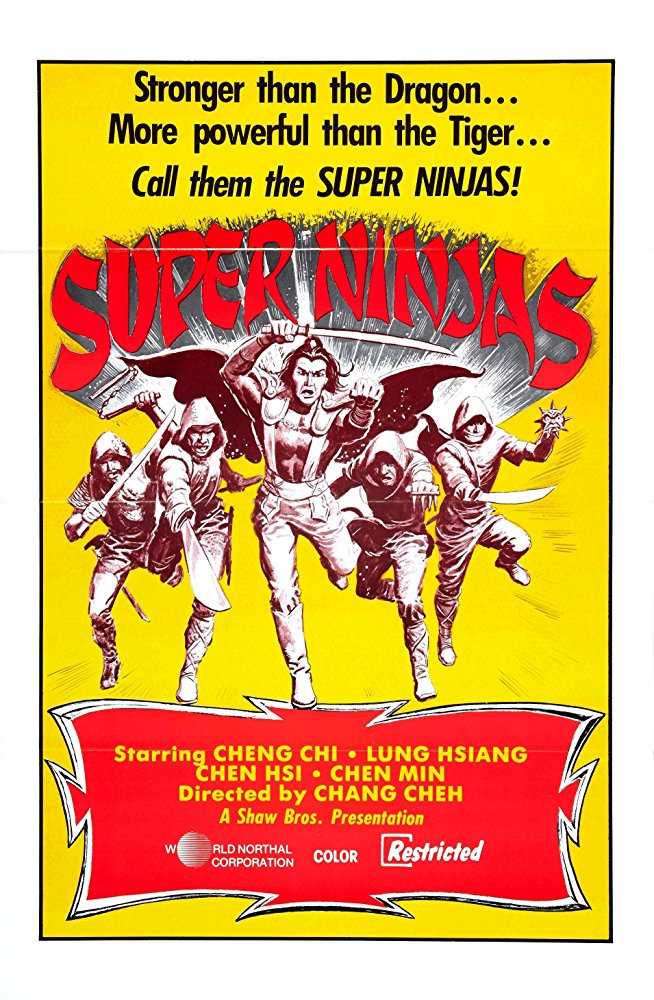 Stronger than the Dragon...
More powerful than the Tiger...
Call them the SUPER NINJAS!
SUPER NINJAS
Starring CHENG CHI • LUNG HSIANG
CHEN HSI • CHEN MIN
Directed by CHANG CHEH
A Shaw Bros. Presentation
W RLD NORTHAL
CORPORATION
COLOR
Restricted